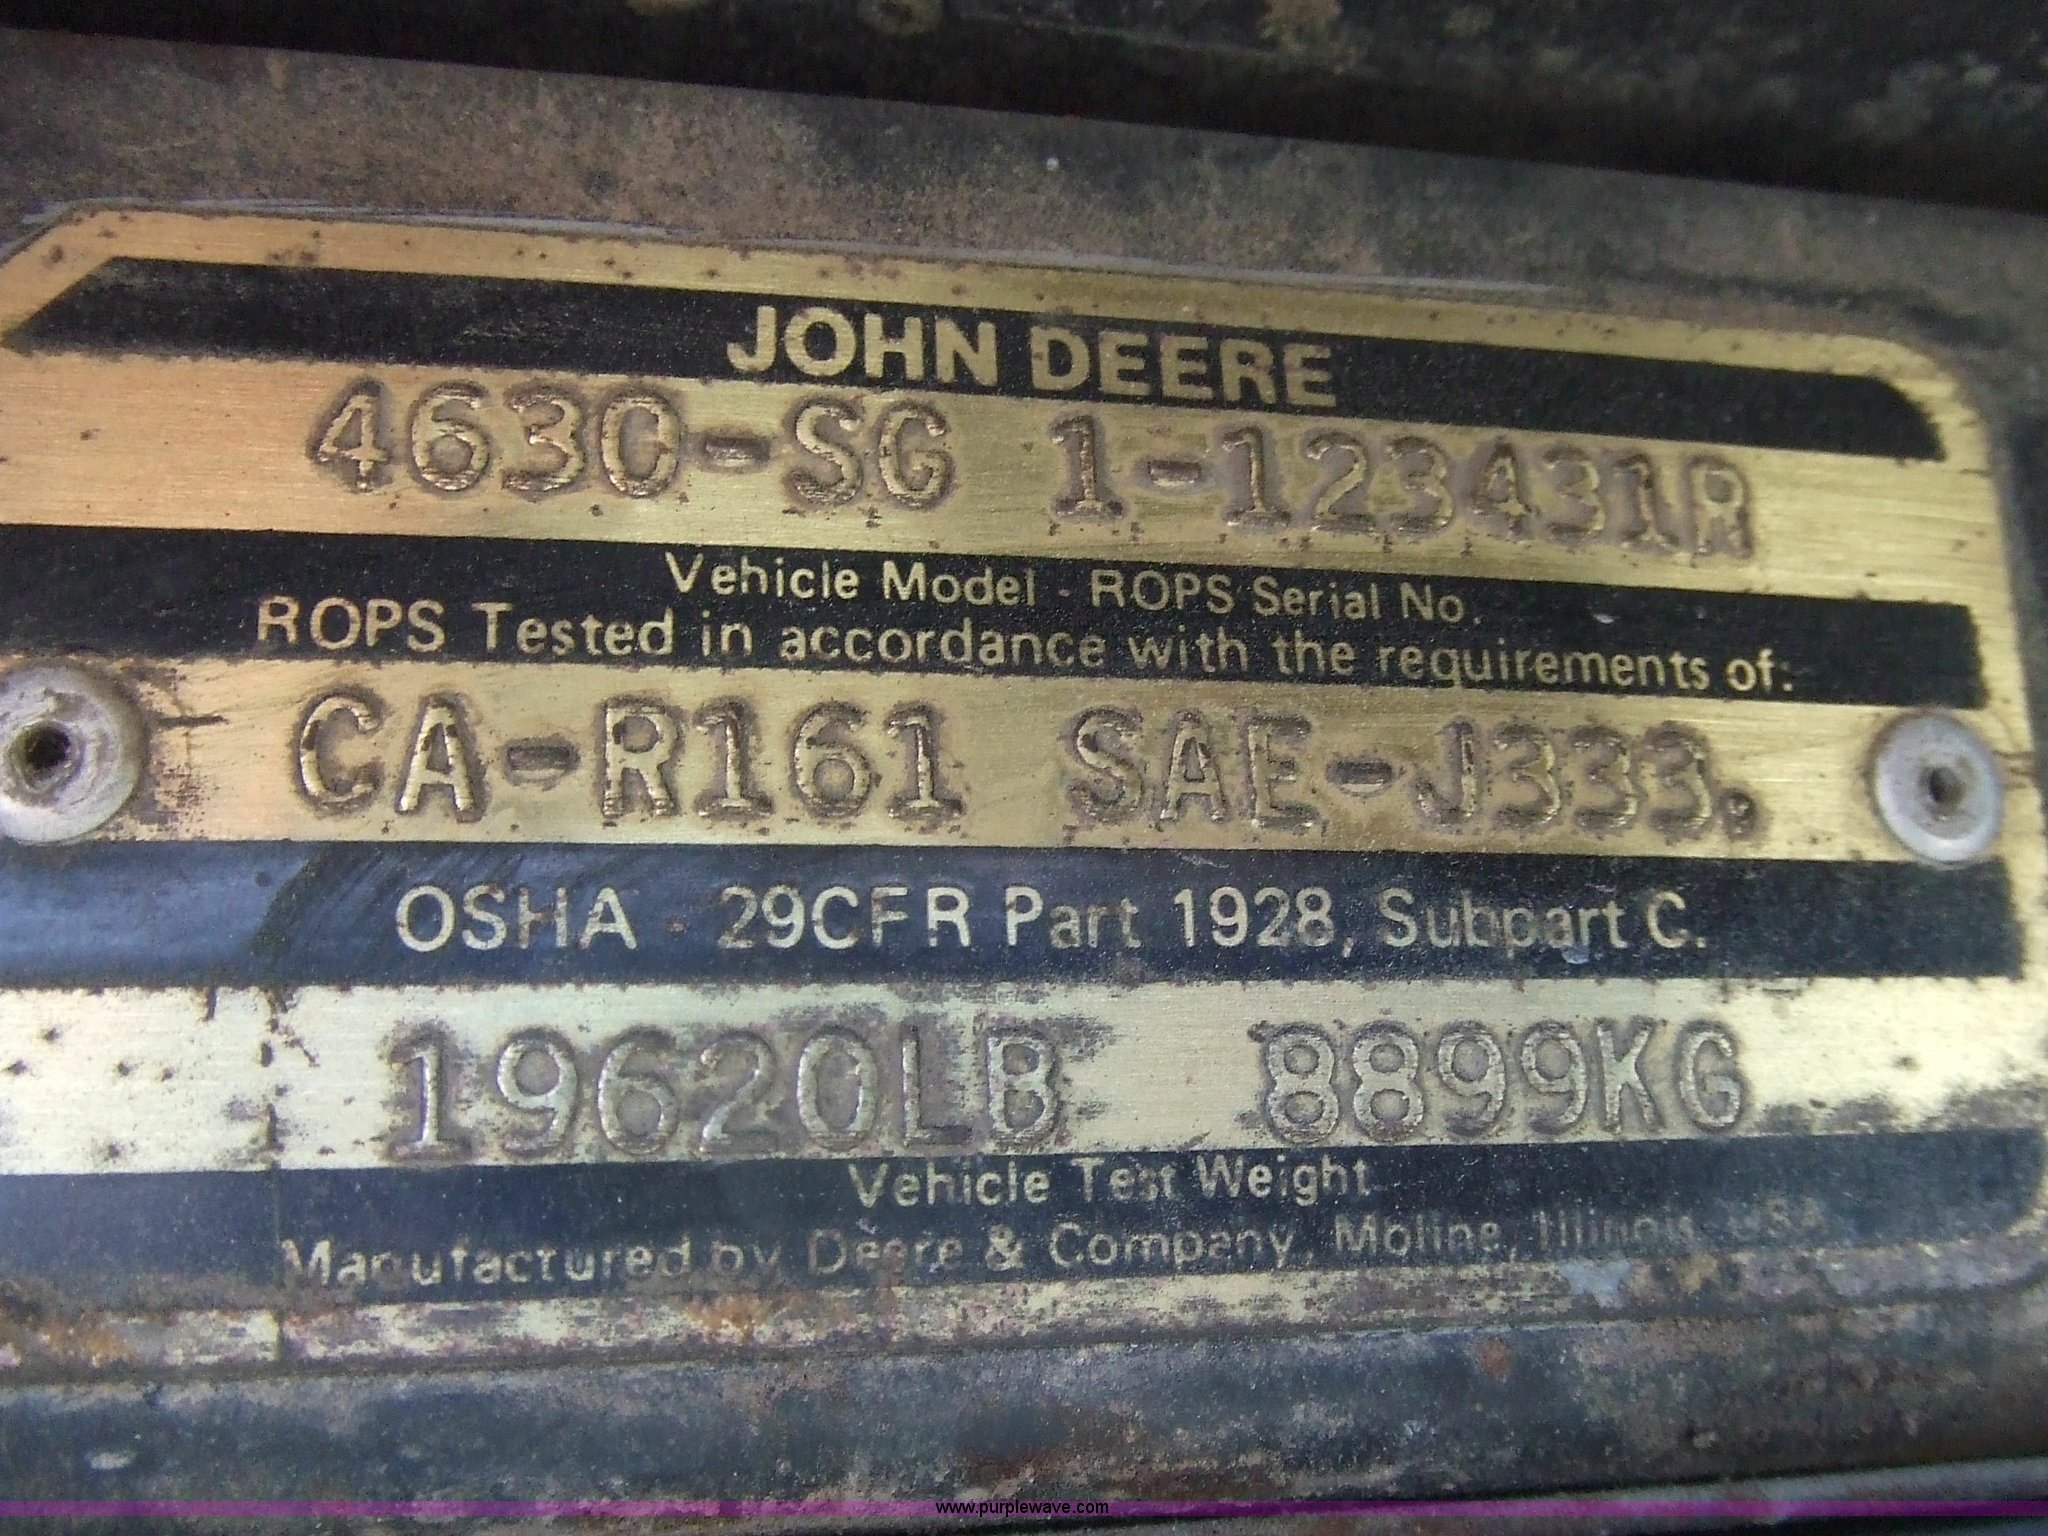 JOHN DEERE
4630-SG 1-123431R
Vehicle Model - ROPS Serial No.
ROPS Tested in accordance with the requirements of:
CA-R161 SAE-J333,
OSHA - 29CFR Part 1928, Subpart C.
19620LB 8899KG
Vehicle Test Weight
Manufactured by Deere & Company, Moline, Illinois, USA
www.purplewave.com